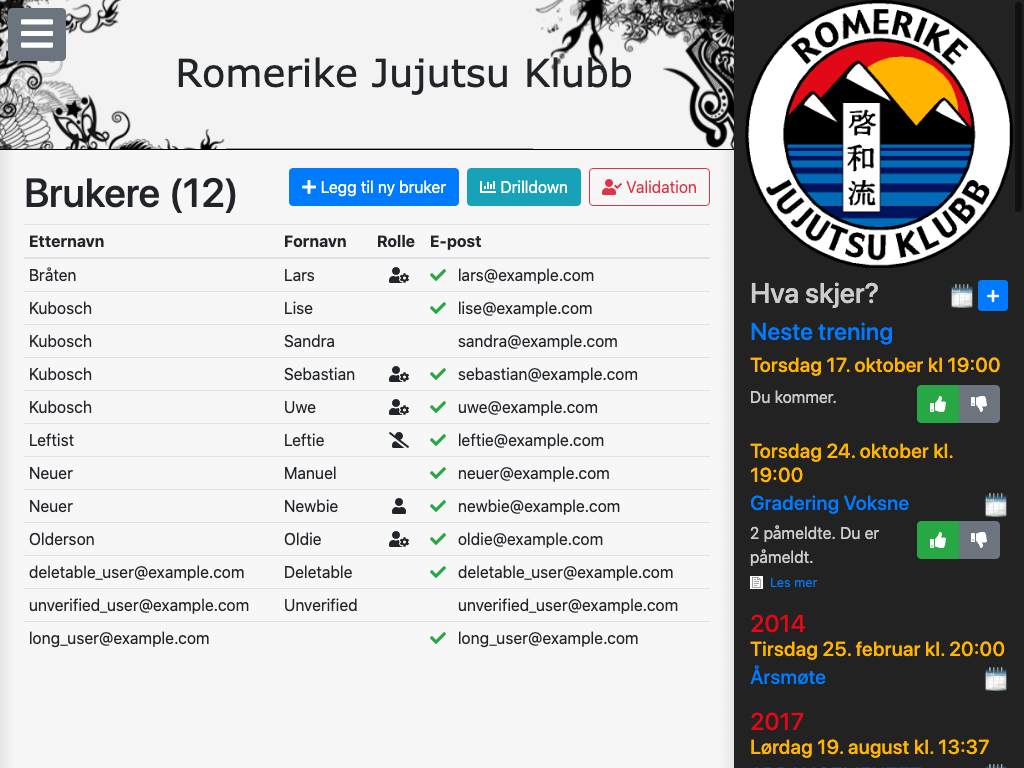 Romerike Jujutsu Klubb
Brukere (12)
Legg til ny bruker
Drilldown
Validation
Etternavn Fornavn Rolle E-post
Bråten Lars lars@example.com
Kubosch Lise lise@example.com
Kubosch Sandra sandra@example.com
Kubosch Sebastian sebastian@example.com
Kubosch Uwe uwe@example.com
Leftist Leftie leftie@example.com
Neuer Manuel neuer@example.com
Neuer Newbie newbie@example.com
Olderson Oldie oldie@example.com
deletable_user@example.com Deletable deletable_user@example.com
unverified_user@example.com Unverified unverified_user@example.com
long_user@example.com long_user@example.com
ROMERIKE
啓和流
JUJUTSU KLUBB
Hva skjer?
Neste trening
Torsdag 17. oktober kl 19:00
Du kommer.
Torsdag 24. oktober kl.
19:00
Gradering Voksne
2 påmeldte. Du er
påmeldt.
Les mer
2014
Tirsdag 25. februar kl. 20:00
Årsmøte
2017
Lørdag 19. august kl. 13:37